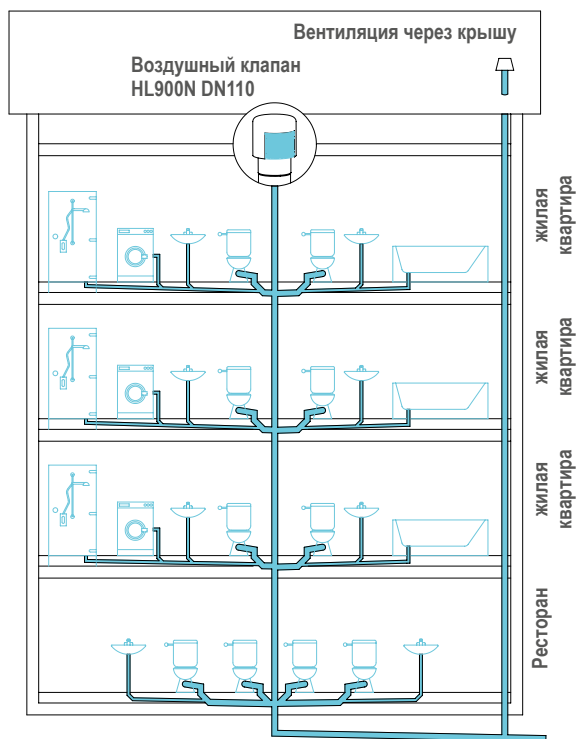 Вентиляция через крышу
Воздушный клапан
HL900N DN110
жилая
квартира
жилая
квартира
жилая
квартира
Ресторан